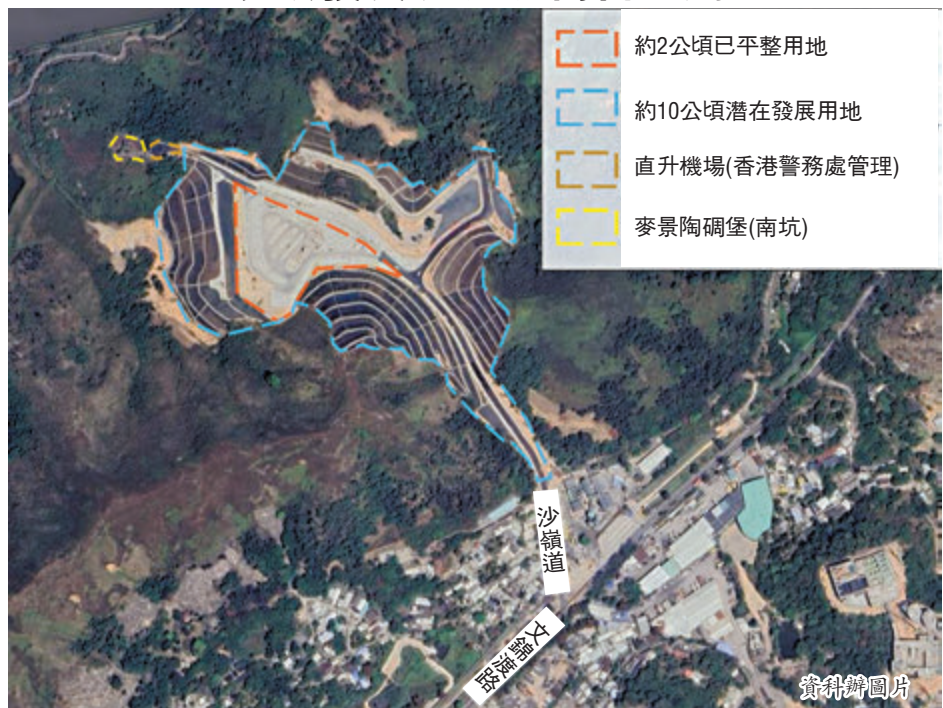 約2公頃已平整用地
約10公頃潛在發展用地
直升機場(香港警務處管理)
麥景陶碉堡(南坑)
沙嶺道
文錦渡路
資料辦圖片